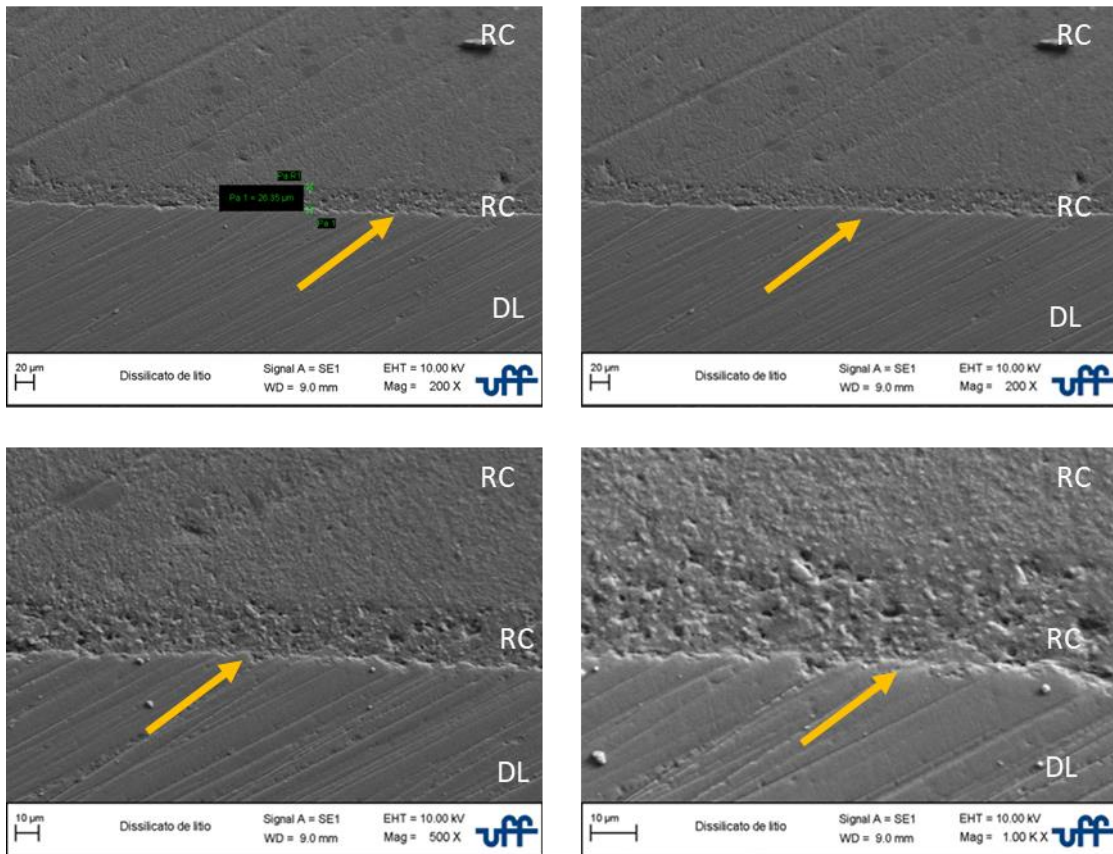 RC
Pa R1
Pa 1 = 26.35 µm
Pa 1
RC
DL
20 µm
Dissilicato de lítio
Signal A = SE1
WD = 9.0 mm
EHT = 10.00 kV
Mag = 200 X
uff
RC
RC
DL
20 µm
Dissilicato de lítio
Signal A = SE1
WD = 9.0 mm
EHT = 10.00 kV
Mag = 200 X
uff
RC
RC
DL
10 µm
Dissilicato de lítio
Signal A = SE1
WD = 9.0 mm
EHT = 10.00 kV
Mag = 500 X
uff
RC
RC
DL
10 µm
Dissilicato de lítio
Signal A = SE1
WD = 9.0 mm
EHT = 10.00 kV
Mag = 1.00 K X
uff